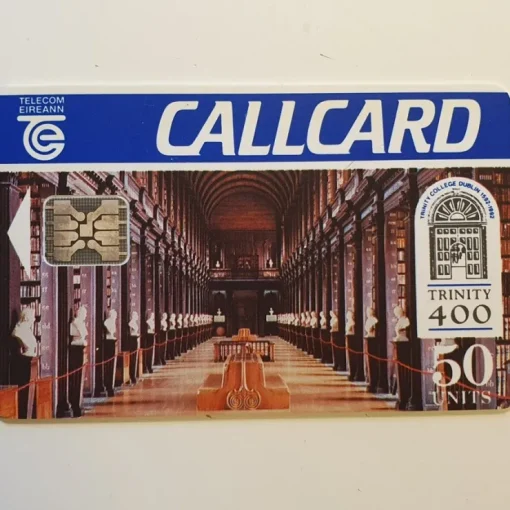 TELECOM
EIREANN
CALLCARD
TRINITY COLLEGE DUBLIN 1592-1992
TRINITY
400
50
UNITS